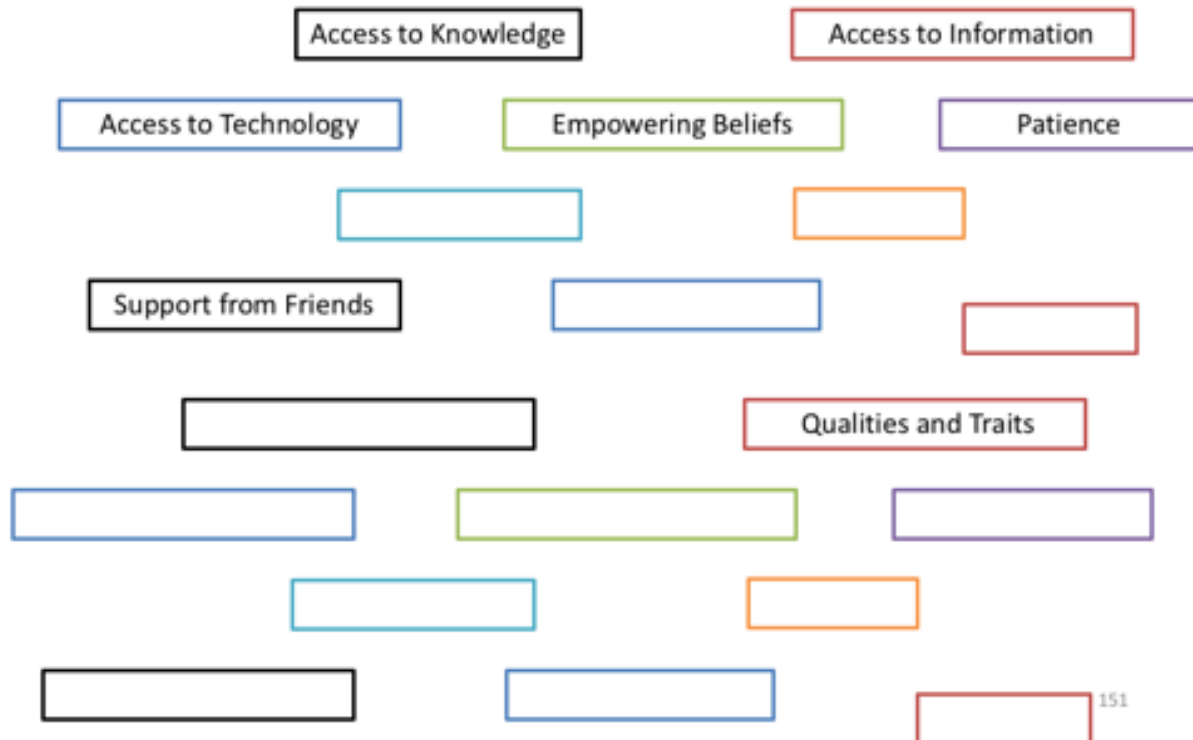 Access to Knowledge
Access to Information
Access to Technology
Empowering Beliefs
Patience
Support from Friends
Qualities and Traits
151